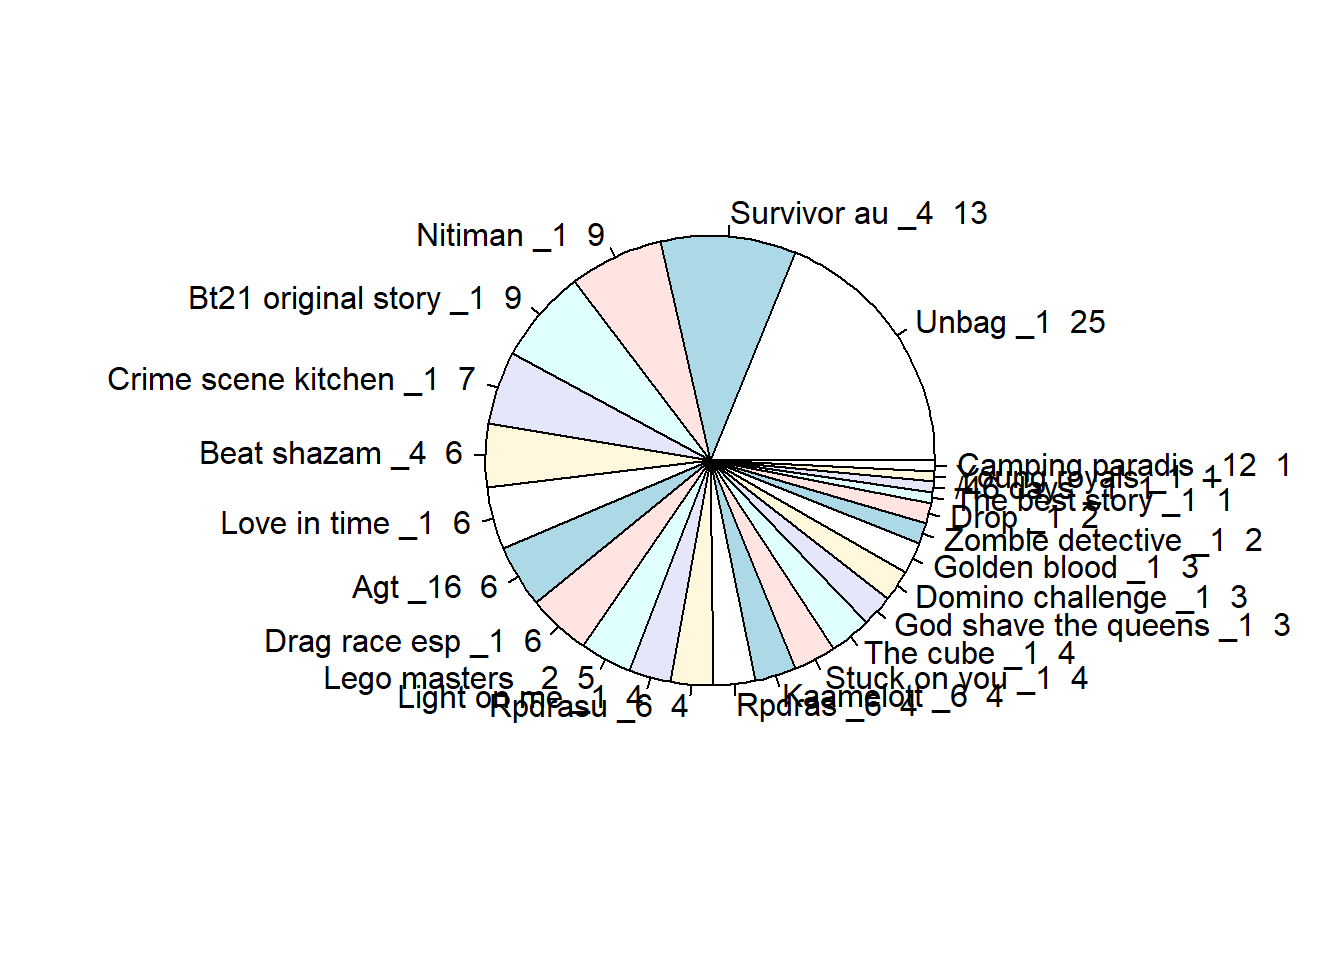 Survivor au _4  13
Nitiman _1  9
Bt21 original story _1  9
Unbag _1  25
Crime scene kitchen _1  7
Beat shazam _4  6
Camping paradis _12  1
Young royals _1  1
46 days _1  1
The best story _1  1
Love in time _1  6
Drop _1  2
Zombie detective _1  2
Golden blood _1  3
Agt _16  6
Domino challenge _1  3
God shave the queens _1  3
Drag race esp _1  6
The cube _1  4
Lego masters _2  5
Stuck on you _1  4
Light on me _1  4
Kaamelott _6  4
Rpdrasu _6  4
Rpdras _6  4